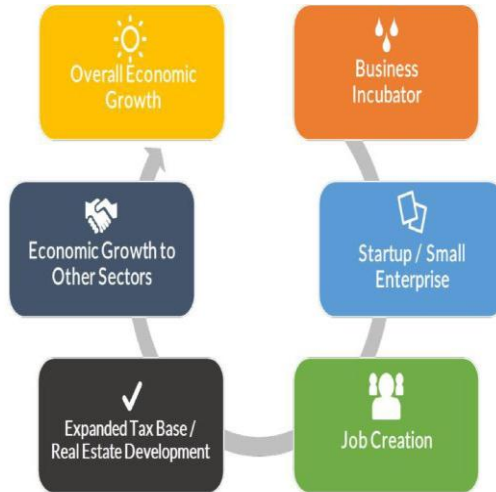 Overall Economic
Growth
Business
Incubator
Economic Growth to
Other Sectors
Startup / Small
Enterprise
Expanded Tax Base /
Real Estate Development
Job Creation